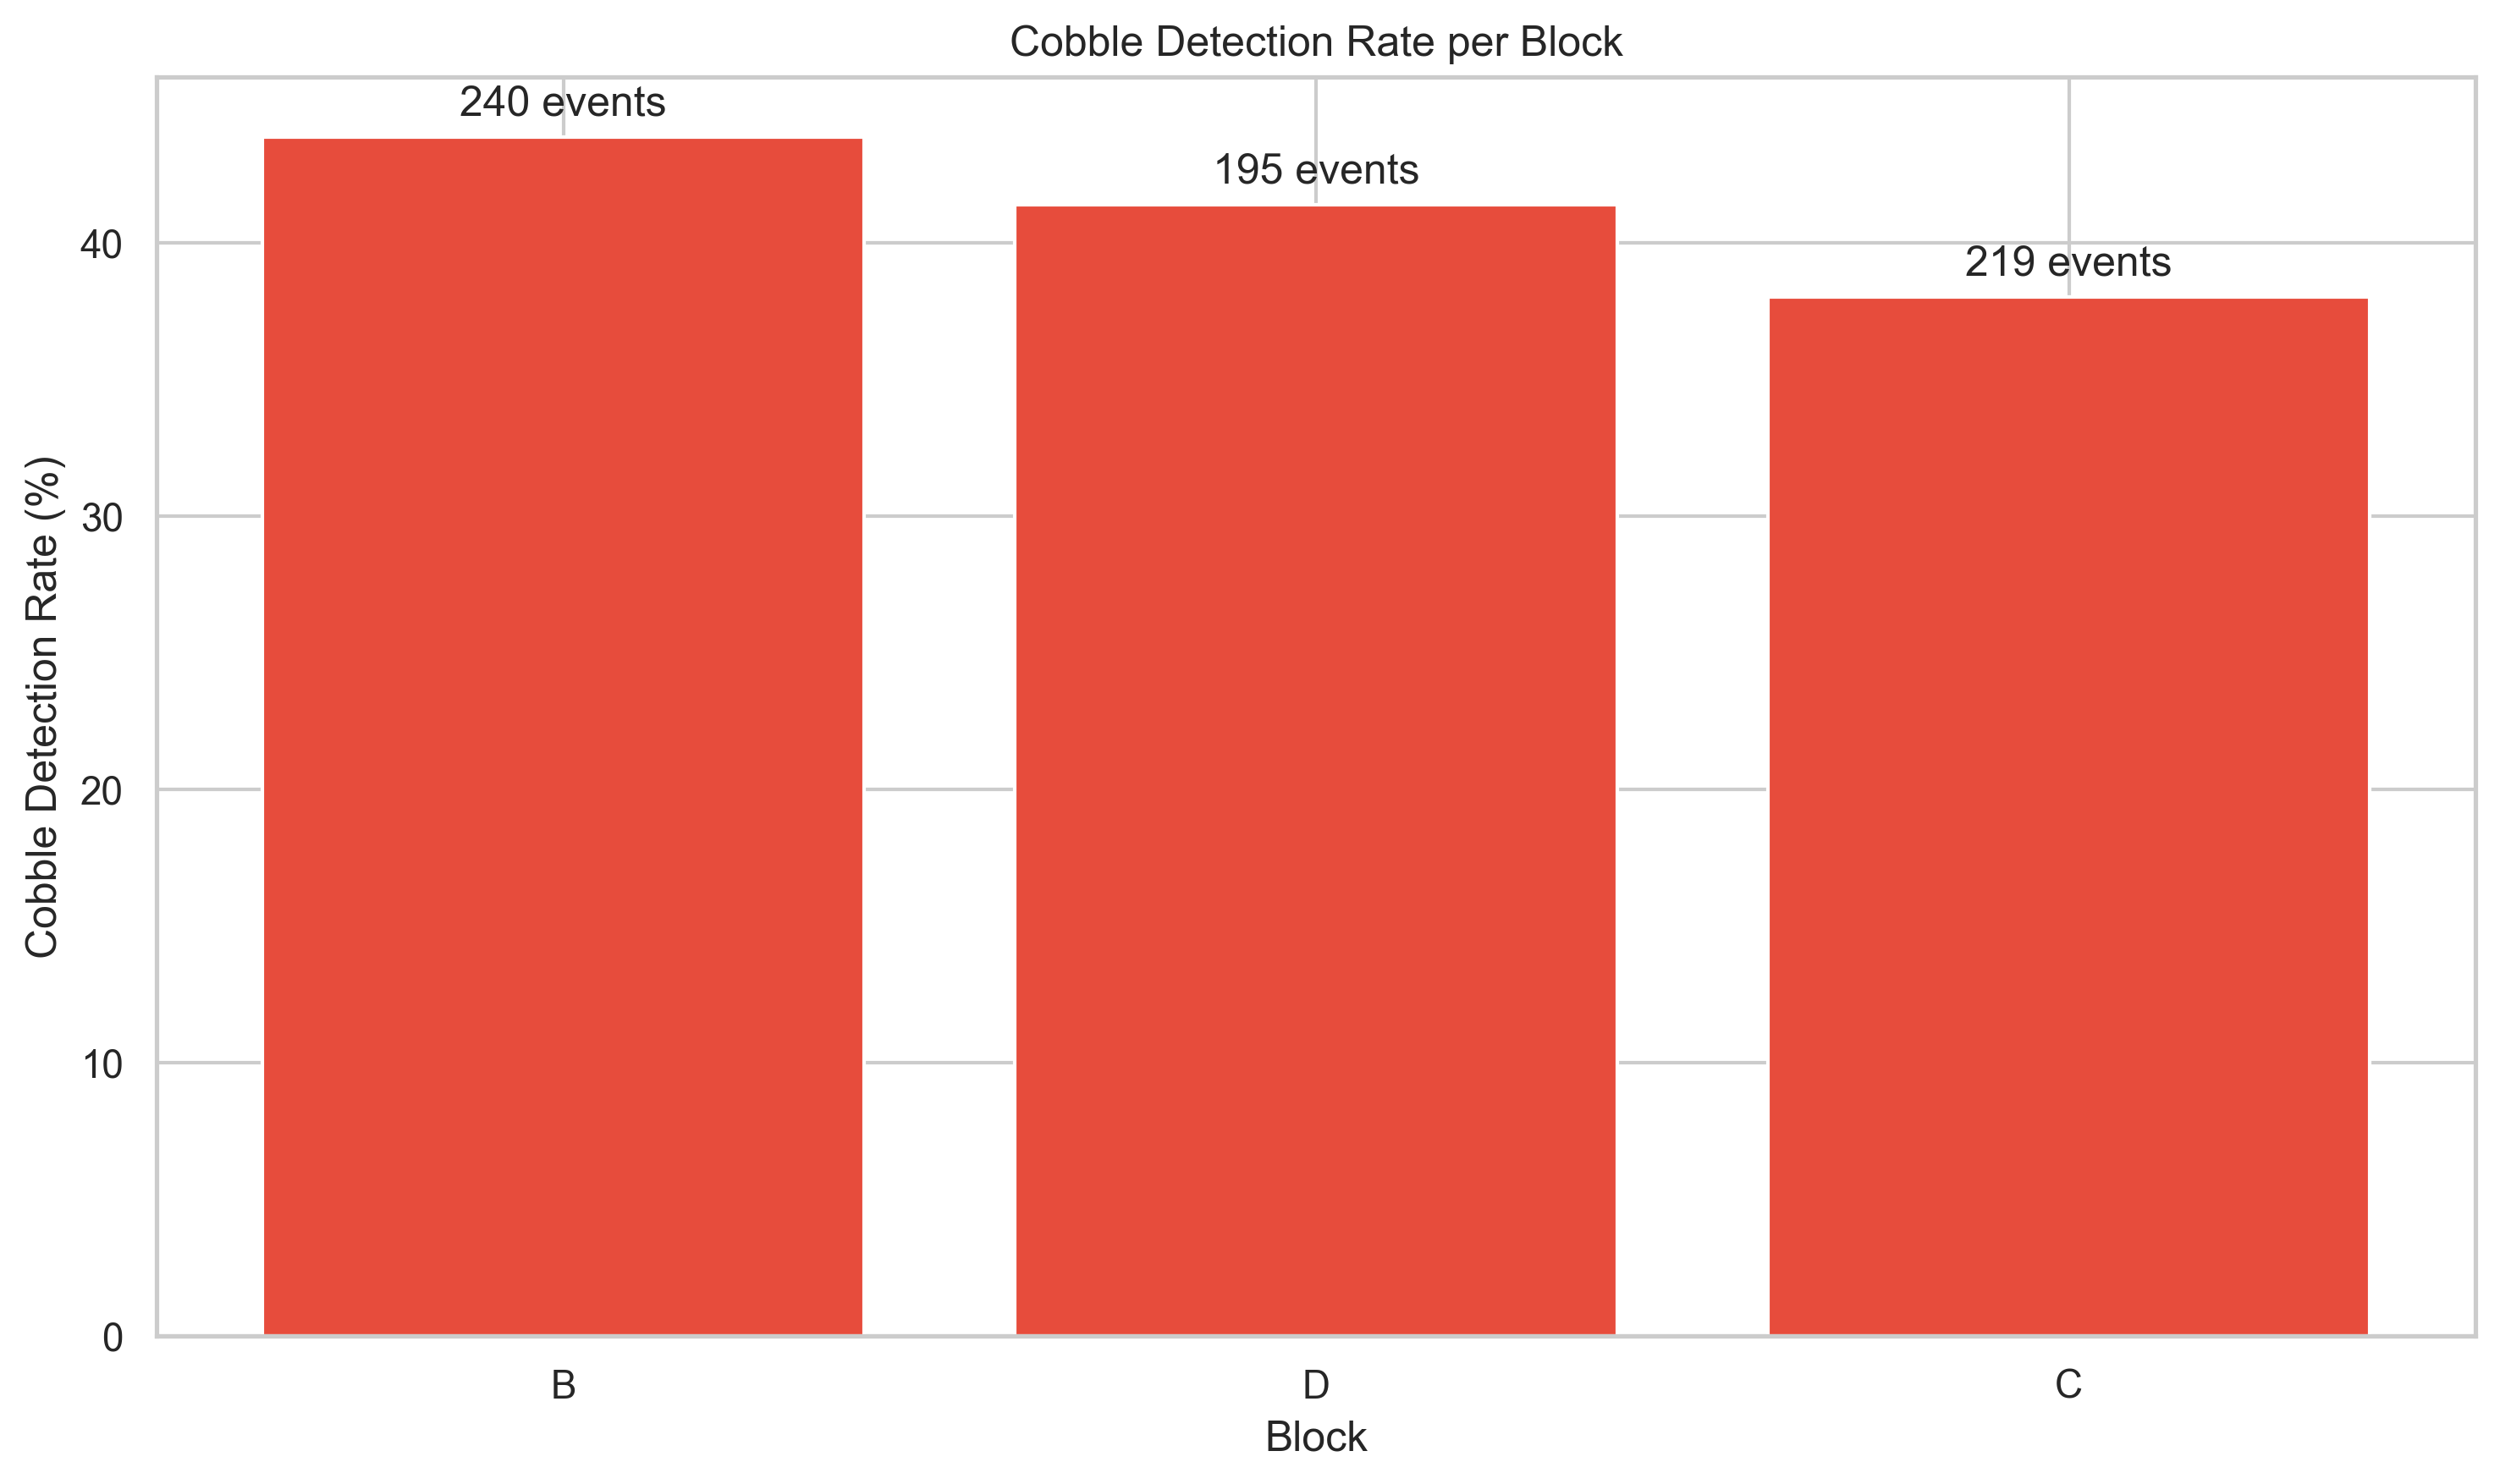 Cobble Detection Rate per Block
240 events
195 events
219 events
Cobble Detection Rate (%)
40
30
20
10
0
B
D
C
Block